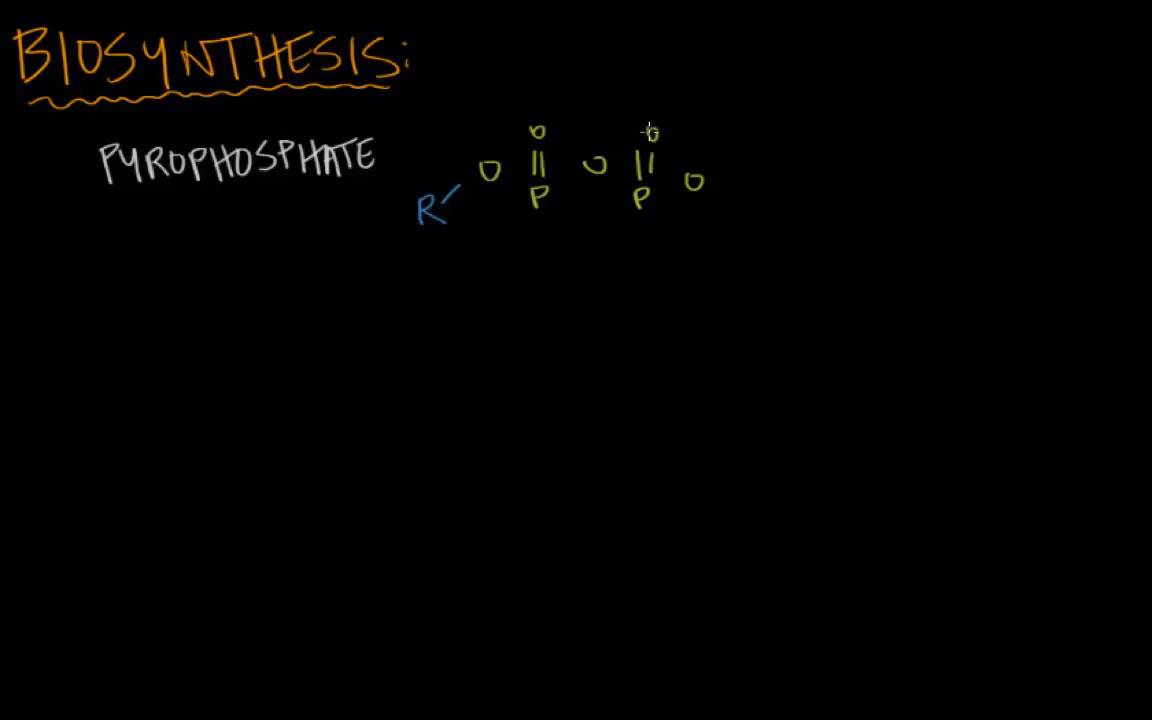 BIOSYNTHESIS:
PYROPHOSPHATE
O O
R O P O P O